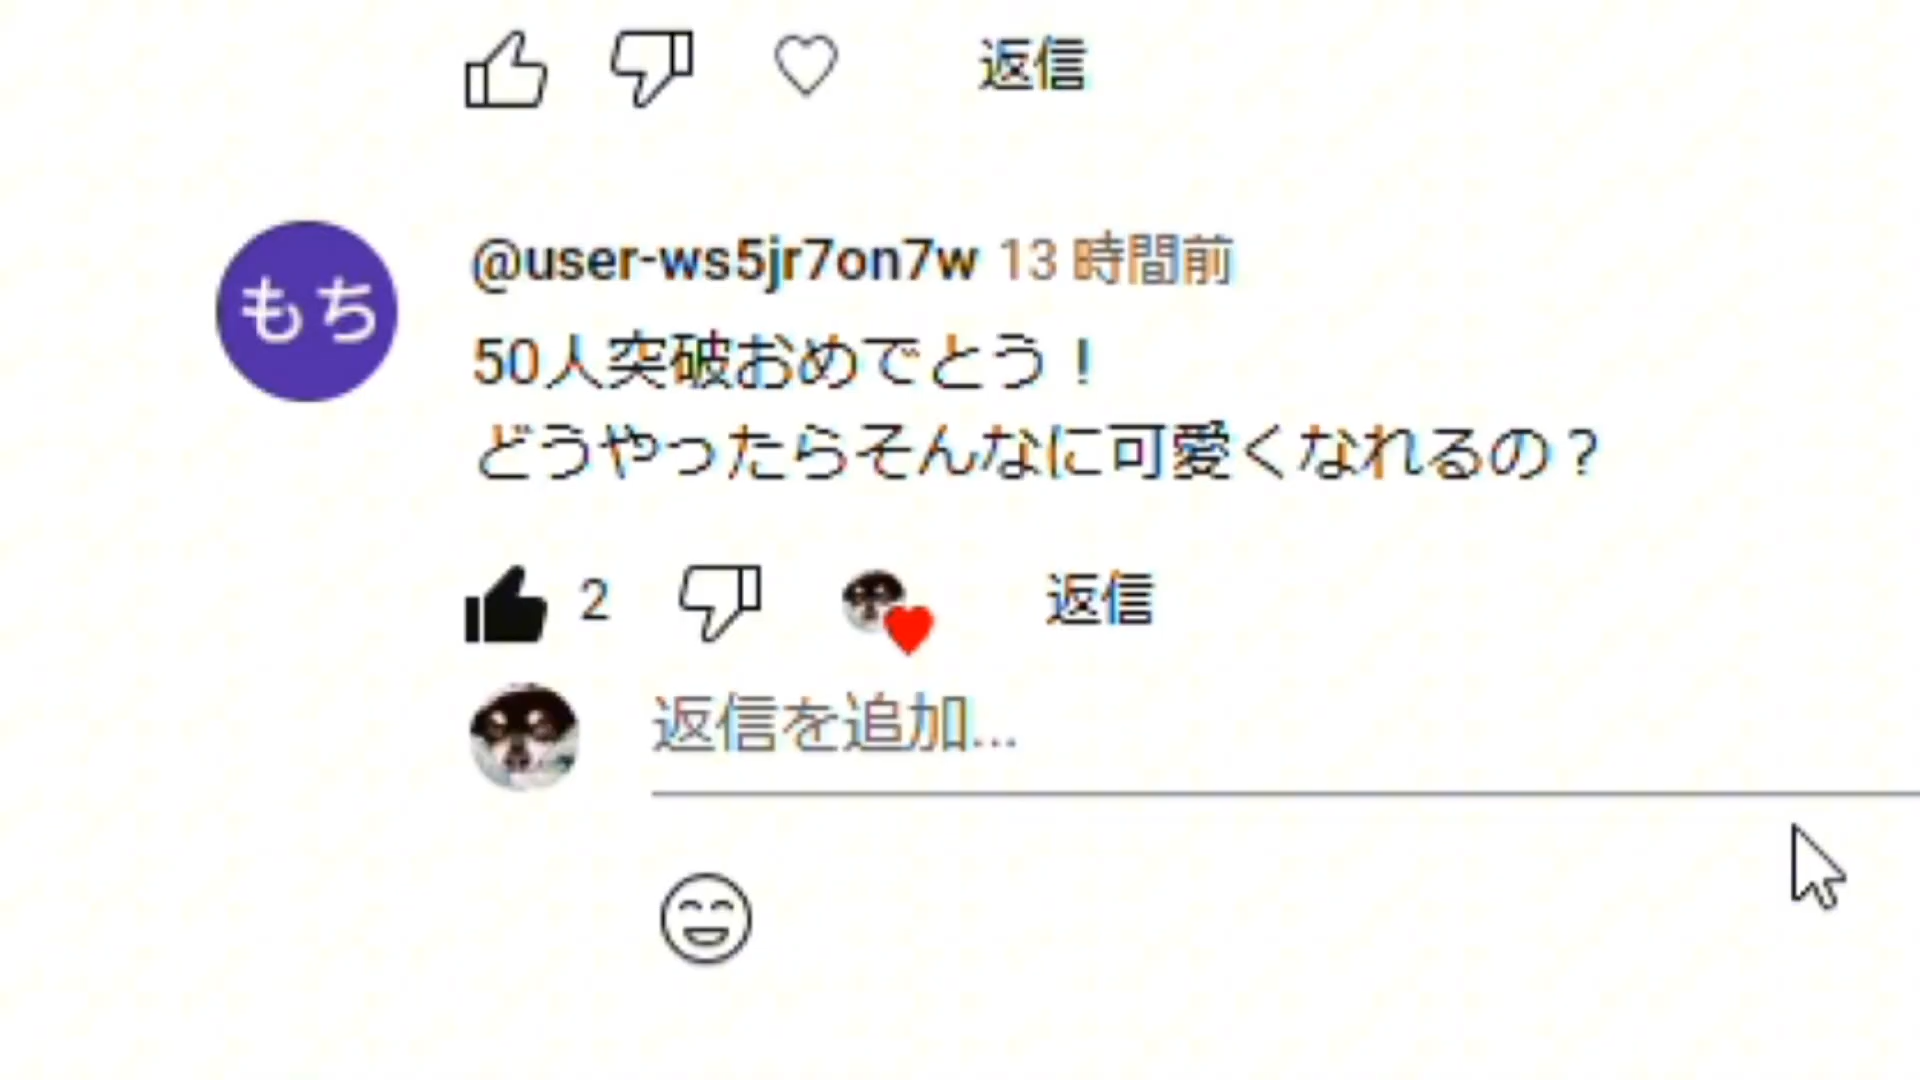 返信
もち
@user-ws5jr7on7w 13 時間前
50人突破おめでとう！
どうやったらそんなに可愛くなれるの？
2
返信
返信を追加...